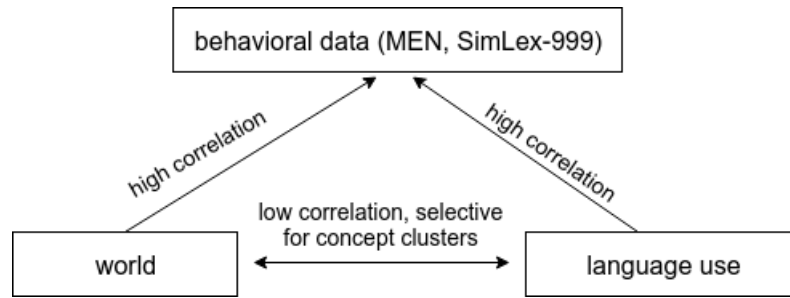 behavioral data (MEN, SimLex-999)
high correlation
high correlation
low correlation, selective
for concept clusters
world
language use